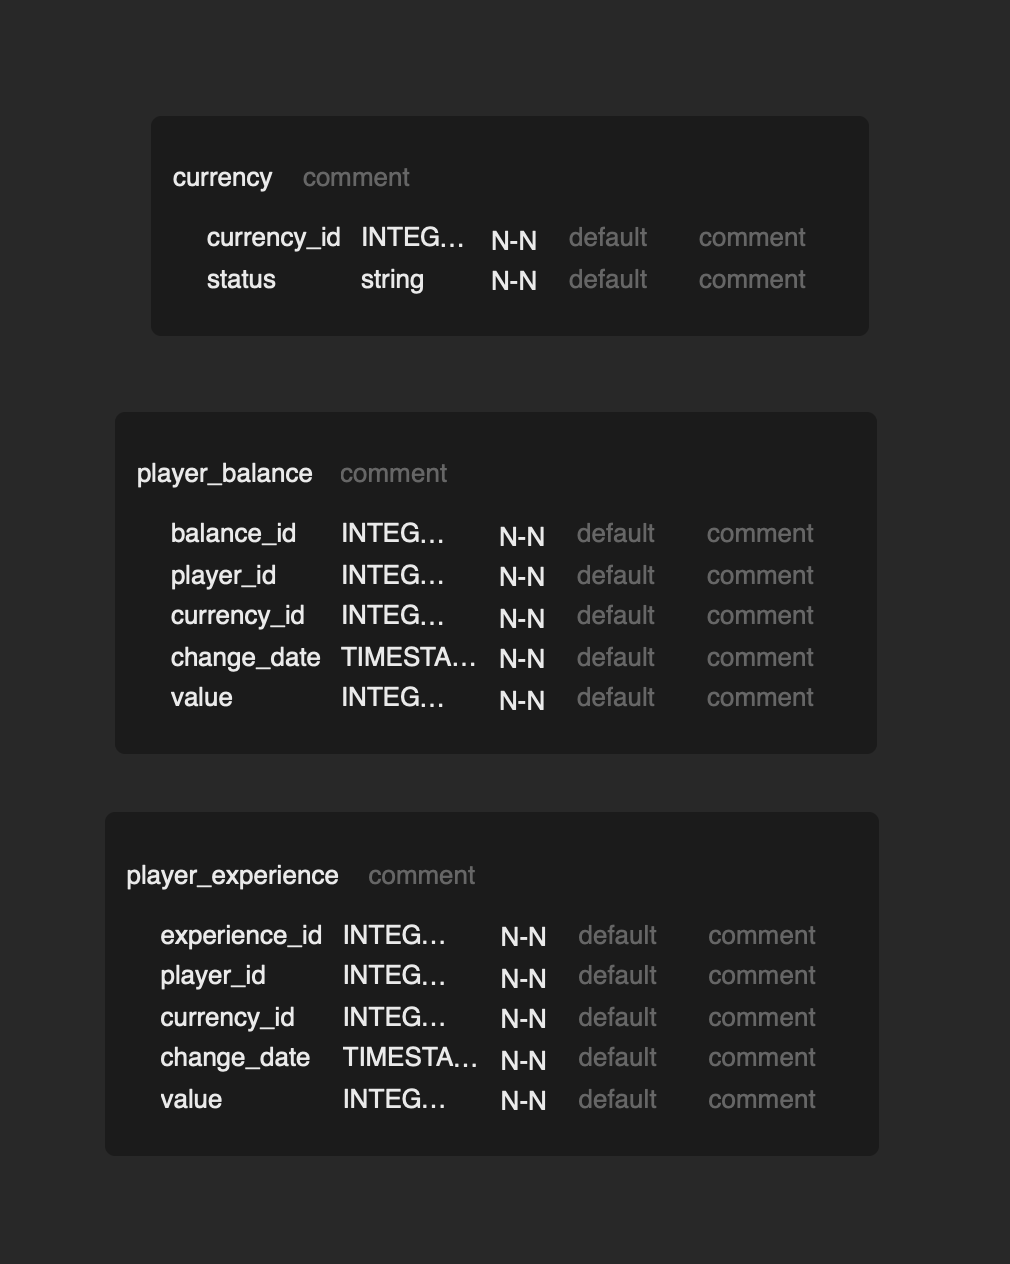 currency comment
currency_id INTEG... N-N default comment
status string N-N default comment
player_balance comment
balance_id INTEG... N-N default comment
player_id INTEG... N-N default comment
currency_id INTEG... N-N default comment
change_date TIMESTA... N-N default comment
value INTEG... N-N default comment
player_experience comment
experience_id INTEG... N-N default comment
player_id INTEG... N-N default comment
currency_id INTEG... N-N default comment
change_date TIMESTA... N-N default comment
value INTEG... N-N default comment